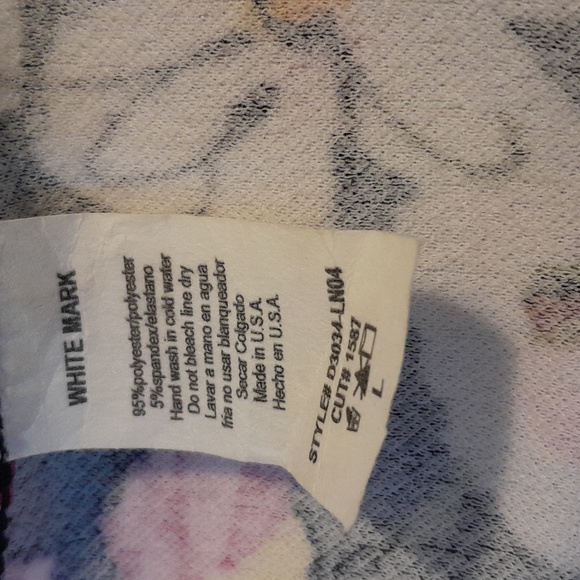 WHITE MARK
95%polyester/polyester
5%spandex/elastano
Hand wash in cold water
Do not bleach line dry
Lavar a mano en agua
fria no usar blanqueador
Secar Colgado
Made in U.S.A.
Hecho en U.S.A.
STYLE# D3034-LN04
CUT# 1587
L